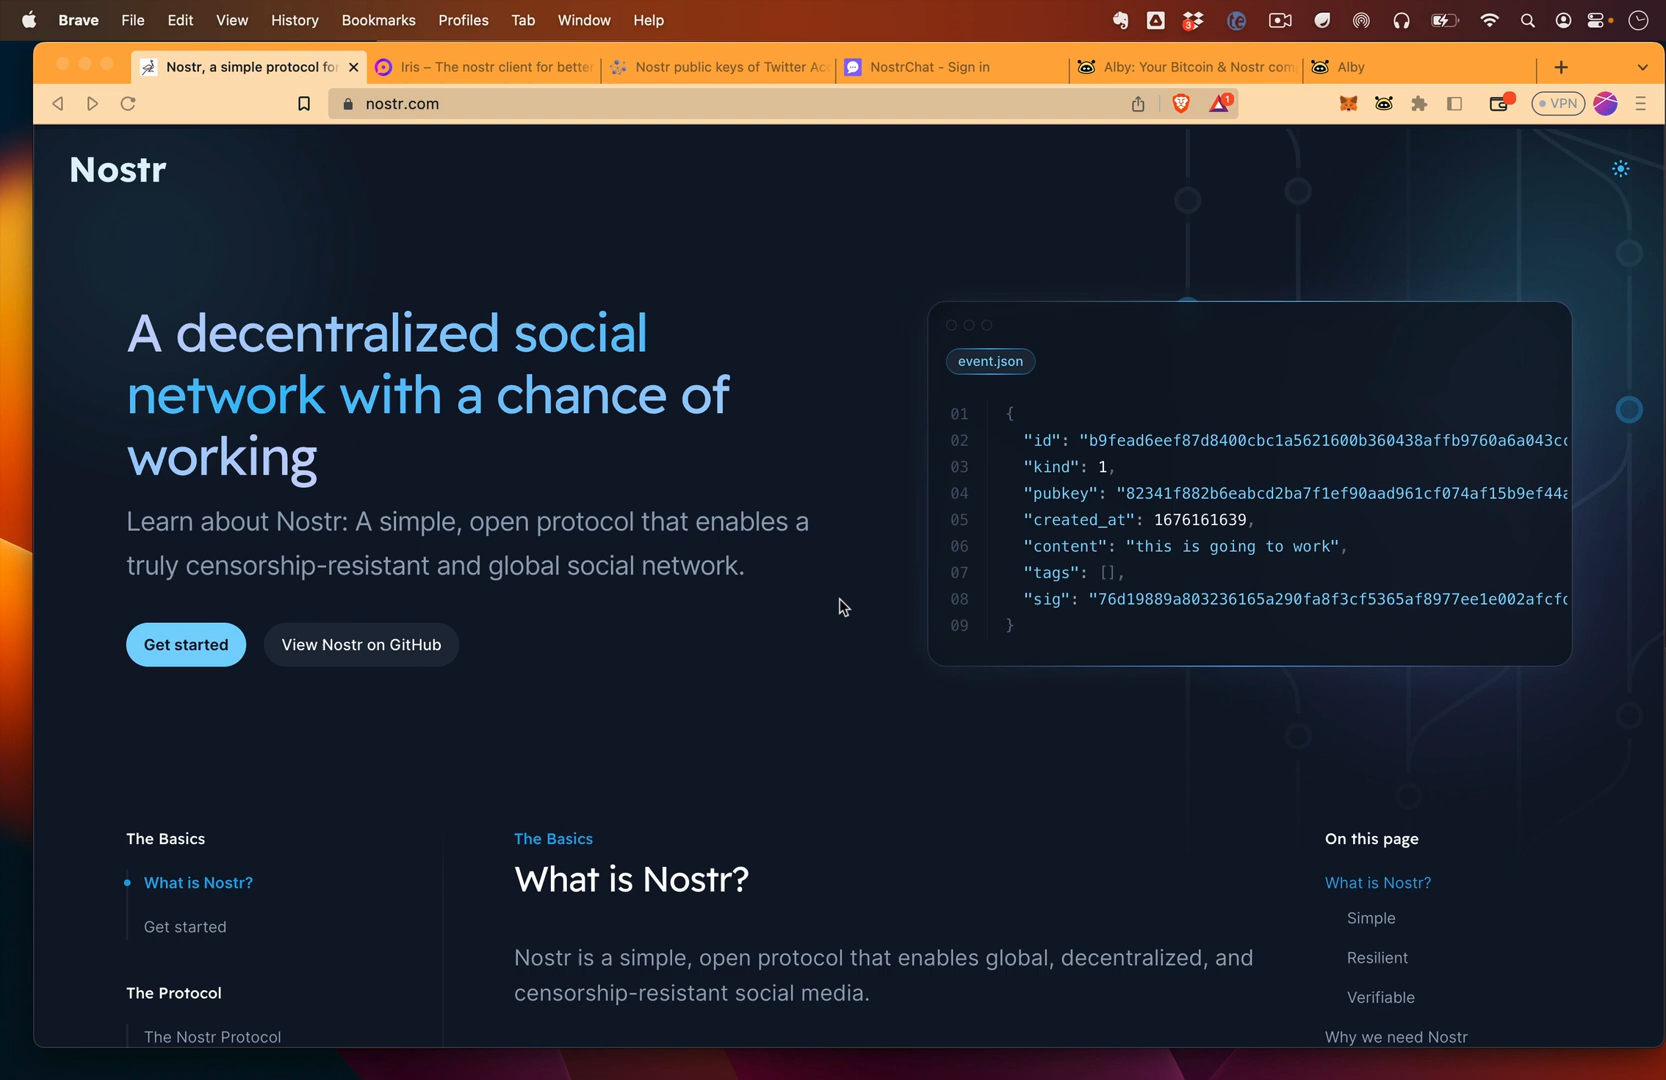 Brave File Edit View History Bookmarks Profiles Tab Window Help
3
Nostr, a simple protocol for
Iris – The nostr client for better
Nostr public keys of Twitter Acc
NostrChat - Sign in
Alby: Your Bitcoin & Nostr com
Alby
nostr.com
1
VPN
Nostr
A decentralized social
network with a chance of
working
Learn about Nostr: A simple, open protocol that enables a
truly censorship-resistant and global social network.
Get started
View Nostr on GitHub
event.json
01 {
02 "id": "b9fead6eef87d8400cbc1a5621600b360438affb9760a6a043cc
03 "kind": 1,
04 "pubkey": "82341f882b6eabcd2ba7f1ef90aad961cf074af15b9ef44a
05 "created_at": 1676161639,
06 "content": "this is going to work",
07 "tags": [],
08 "sig": "76d19889a803236165a290fa8f3cf5365af8977ee1e002afcfd
09 }
The Basics
What is Nostr?
Get started
The Protocol
The Nostr Protocol
The Basics
What is Nostr?
Nostr is a simple, open protocol that enables global, decentralized, and
censorship-resistant social media.
On this page
What is Nostr?
Simple
Resilient
Verifiable
Why we need Nostr